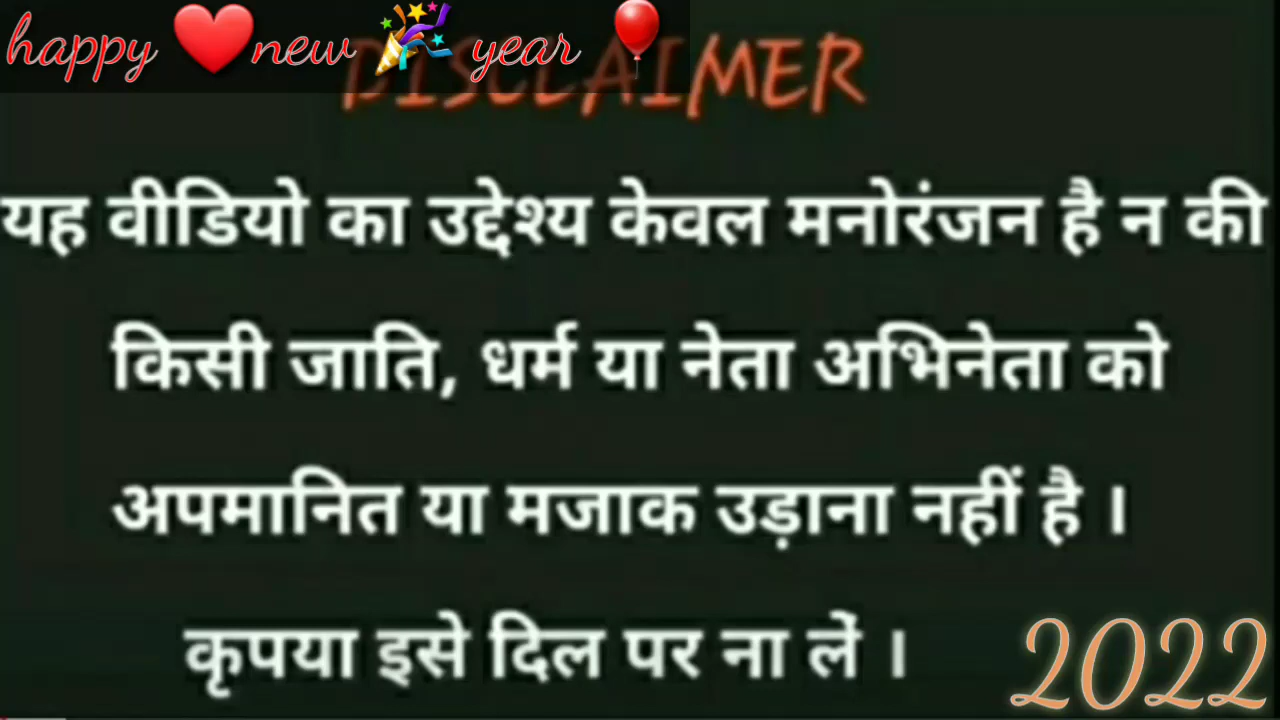 happy ❤️new 🎉 year 🎈
DISCLAIMER
यह वीडियो का उद्देश्य केवल मनोरंजन है न की
किसी जाति, धर्म या नेता अभिनेता को
अपमानित या मजाक उड़ाना नहीं है ।
कृपया इसे दिल पर ना लें ।
2022